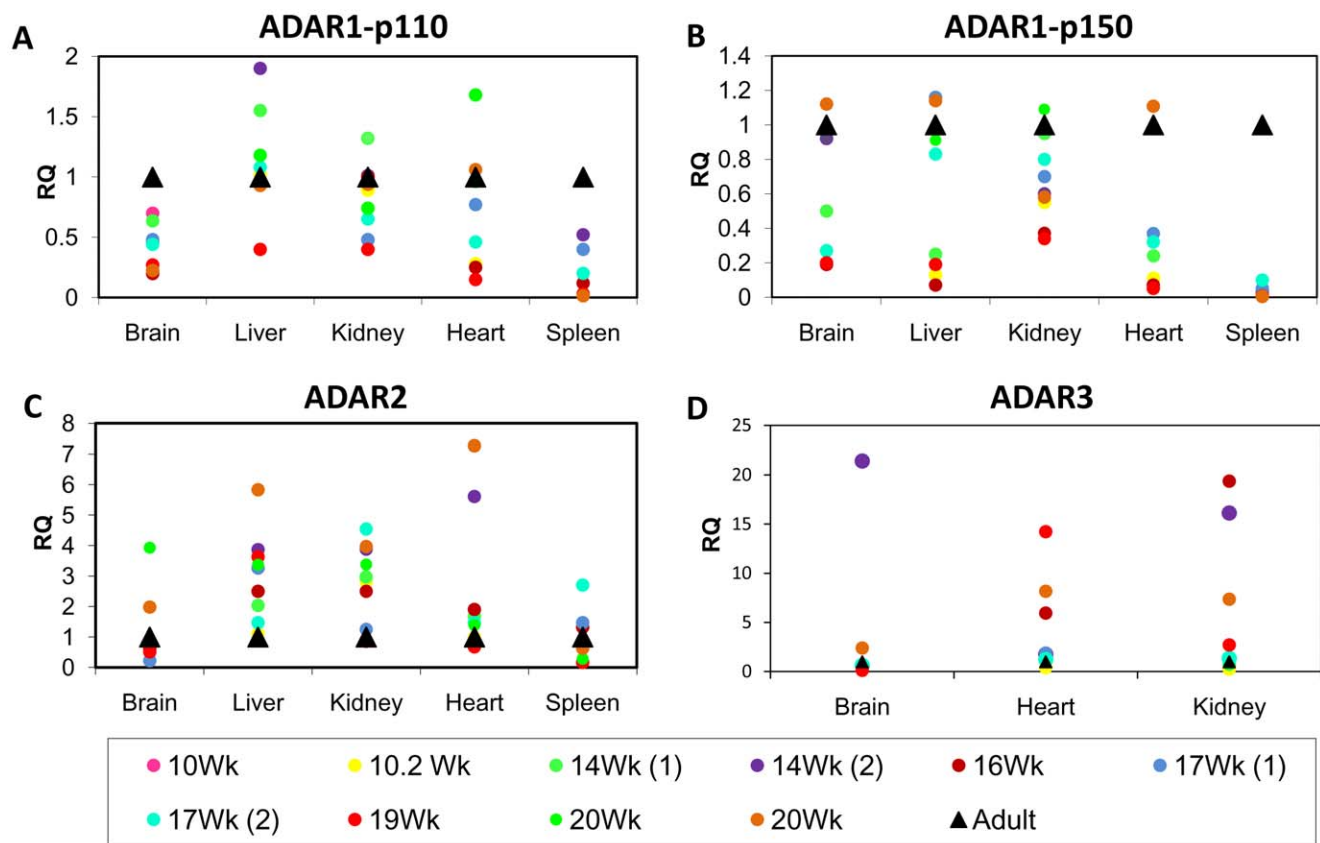 A
ADAR1-p110
2
1.5
1
0.5
0
RQ
Brain Liver Kidney Heart Spleen
B
ADAR1-p150
1.4
1.2
1
0.8
0.6
0.4
0.2
0
RQ
Brain Liver Kidney Heart Spleen
C
ADAR2
8
7
6
5
4
3
2
1
0
RQ
Brain Liver Kidney Heart Spleen
D
ADAR3
25
20
15
10
5
0
RQ
Brain Heart Kidney
10Wk 10.2 Wk 14Wk (1) 14Wk (2) 16Wk 17Wk (1)
17Wk (2) 19Wk 20Wk 20Wk Adult